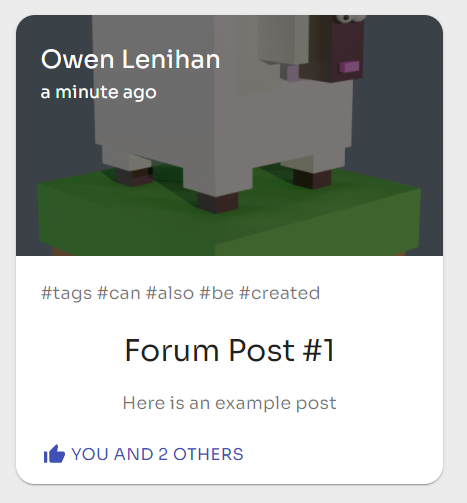 Owen Lenihan
a minute ago
#tags #can #also #be #created
Forum Post #1
Here is an example post
YOU AND 2 OTHERS